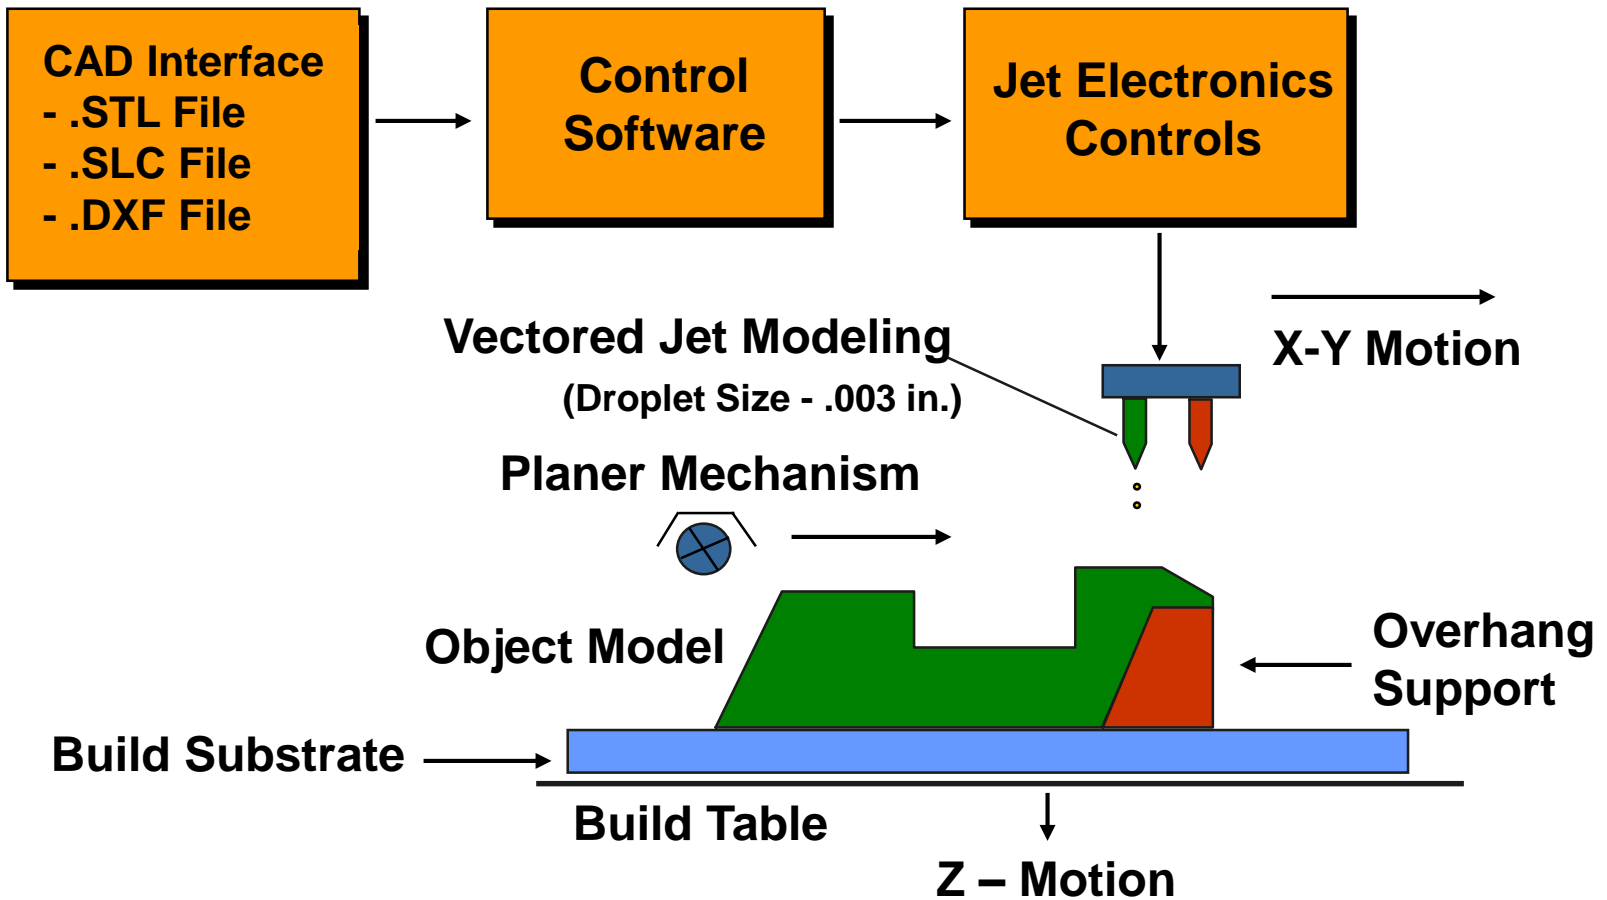 CAD Interface
- .STL File
- .SLC File
- .DXF File
Control
Software
Jet Electronics
Controls
Vectored Jet Modeling
(Droplet Size - .003 in.)
X-Y Motion
Planer Mechanism
Object Model
Overhang
Support
Build Substrate
Build Table
Z – Motion